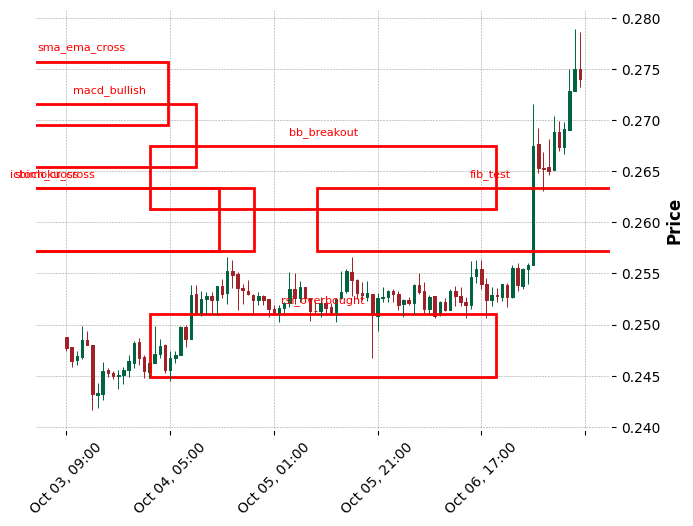 0.280
sma_ema_cross
0.275
macd_bullish
0.270
bb_breakout
0.265
stoch_cross
fib_test
Price
0.260
0.255
rsi_overbought
0.250
0.245
0.240
Oct 03, 09:00
Oct 04, 05:00
Oct 05, 01:00
Oct 05, 21:00
Oct 06, 17:00